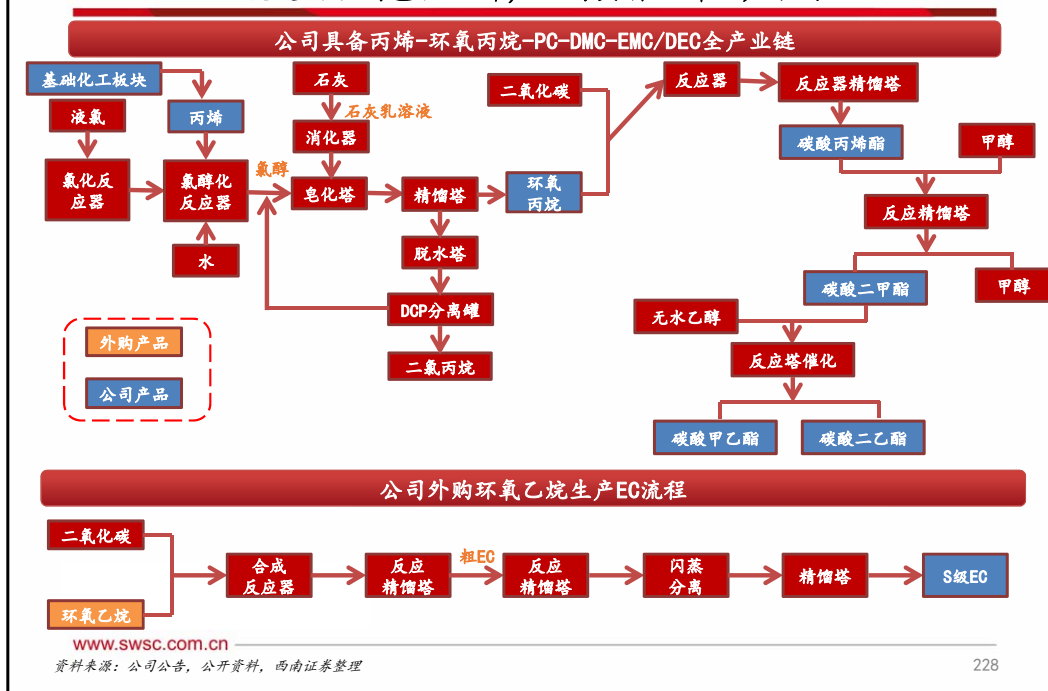 公司具备丙烯-环氧丙烷-PC-DMC-EMC/DEC全产业链
基础化工板块
石灰
二氧化碳
反应器
反应器精馏塔
液氯
丙烯
石灰乳溶液
消化器
碳酸丙烯酯
甲醇
氯化反
应器
氯醇化
反应器
氯醇
皂化塔
精馏塔
环氧
丙烷
反应精馏塔
水
脱水塔
碳酸二甲酯
甲醇
DCP分离罐
无水乙醇
外购产品
二氯丙烷
反应塔催化
公司产品
碳酸甲乙酯
碳酸二乙酯
公司外购环氧乙烷生产EC流程
二氧化碳
合成
反应器
反应
精馏塔
粗EC
反应
精馏塔
闪蒸
分离
精馏塔
S级EC
环氧乙烷
www.swsc.com.cn
资料来源：公司公告，公开资料，西南证券整理
228